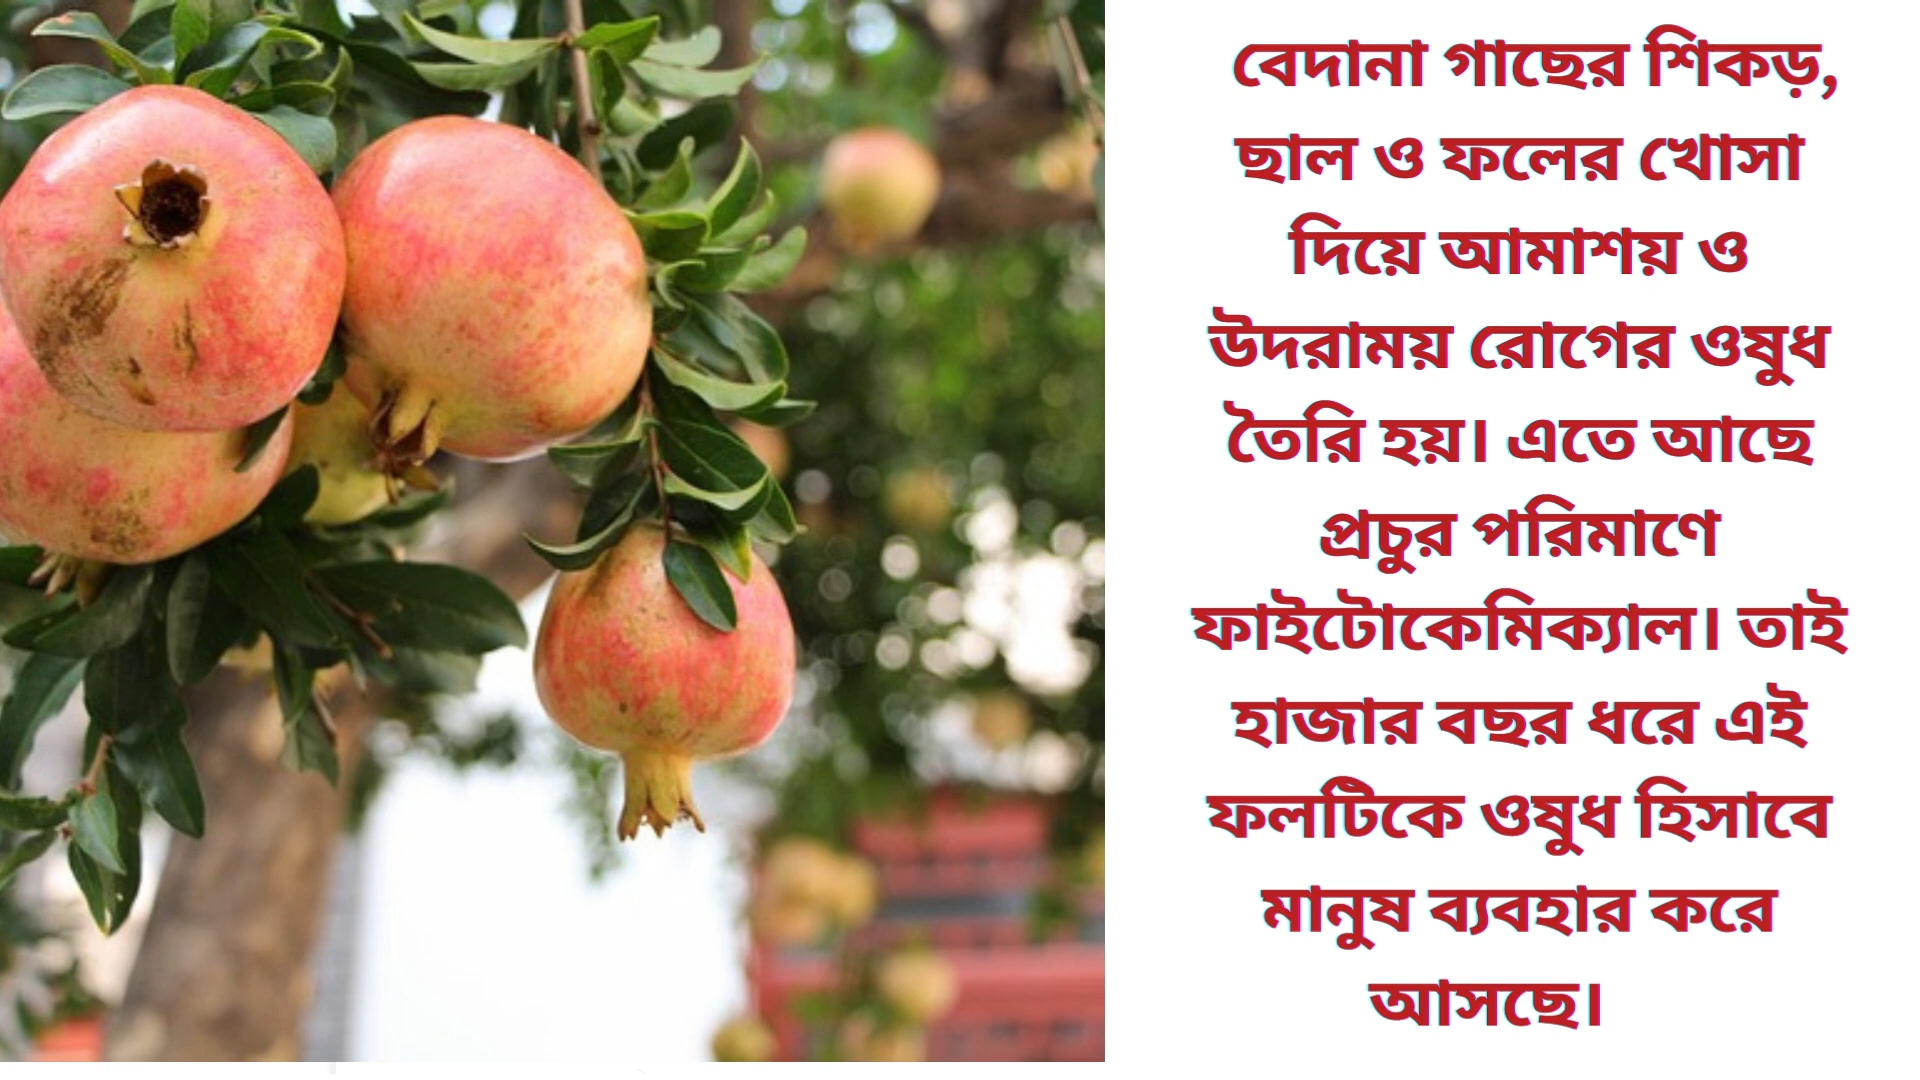 বেদানা গাছের শিকড়,
ছাল ও ফলের খোসা
দিয়ে আমাশয় ও
উদরাময় রোগের ওষুধ
তৈরি হয়। এতে আছে
প্রচুর পরিমাণে
ফাইটোকেমিক্যাল। তাই
হাজার বছর ধরে এই
ফলটিকে ওষুধ হিসাবে
মানুষ ব্যবহার করে
আসছে।